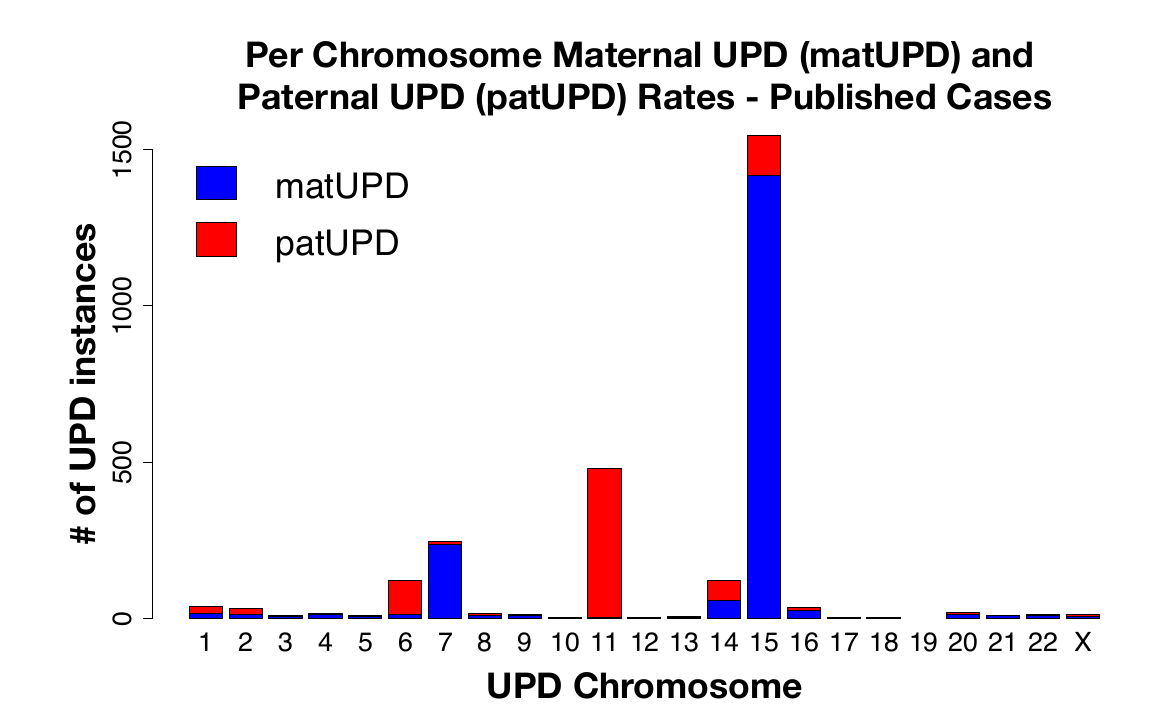 Per Chromosome Maternal UPD (matUPD) and
Paternal UPD (patUPD) Rates - Published Cases
matUPD
patUPD
# of UPD instances
1500
1000
500
0
1 2 3 4 5 6 7 8 9 10 11 12 13 14 15 16 17 18 19 20 21 22 X
UPD Chromosome